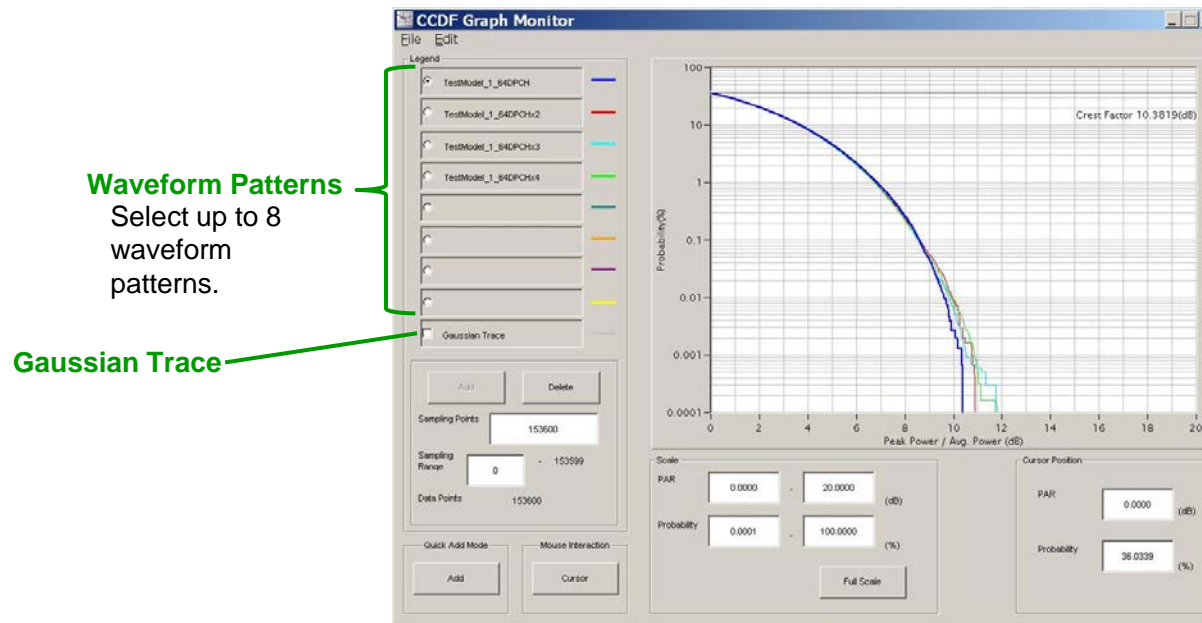 CCDF Graph Monitor
File Edit
Legend
TestModel_1_64DPCH
TestModel_1_64DPCHx2
TestModel_1_64DPCHx3
TestModel_1_64DPCHx4
Gaussian Trace
Waveform Patterns
Select up to 8
waveform
patterns.
Gaussian Trace
Add Delete
Sampling Points 153600
Sampling
Range 0 - 153599
Data Points 153600
Quick Add Mode
Add
Mouse Interaction
Cursor
Probability(%)
100
10
1
0.1
0.01
0.001
0.0001
Crest Factor 10.3819(dB)
0 2 4 6 8 10 12 14 16 18 20
Peak Power / Avg. Power (dB)
Scale
PAR 0.0000 - 20.0000 (dB)
Probability 0.0001 - 100.0000 (%)
Full Scale
Cursor Position
PAR 0.0000 (dB)
Probability 36.0339 (%)